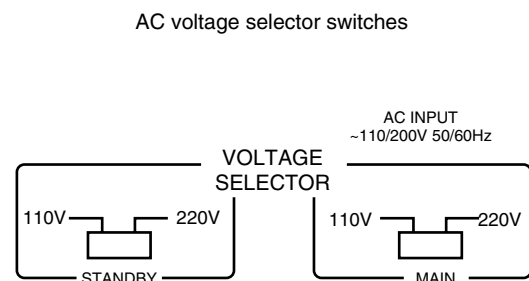 AC voltage selector switches
AC INPUT
~110/200V 50/60Hz
VOLTAGE
SELECTOR
110V 220V
110V 220V
STANDBY
MAIN